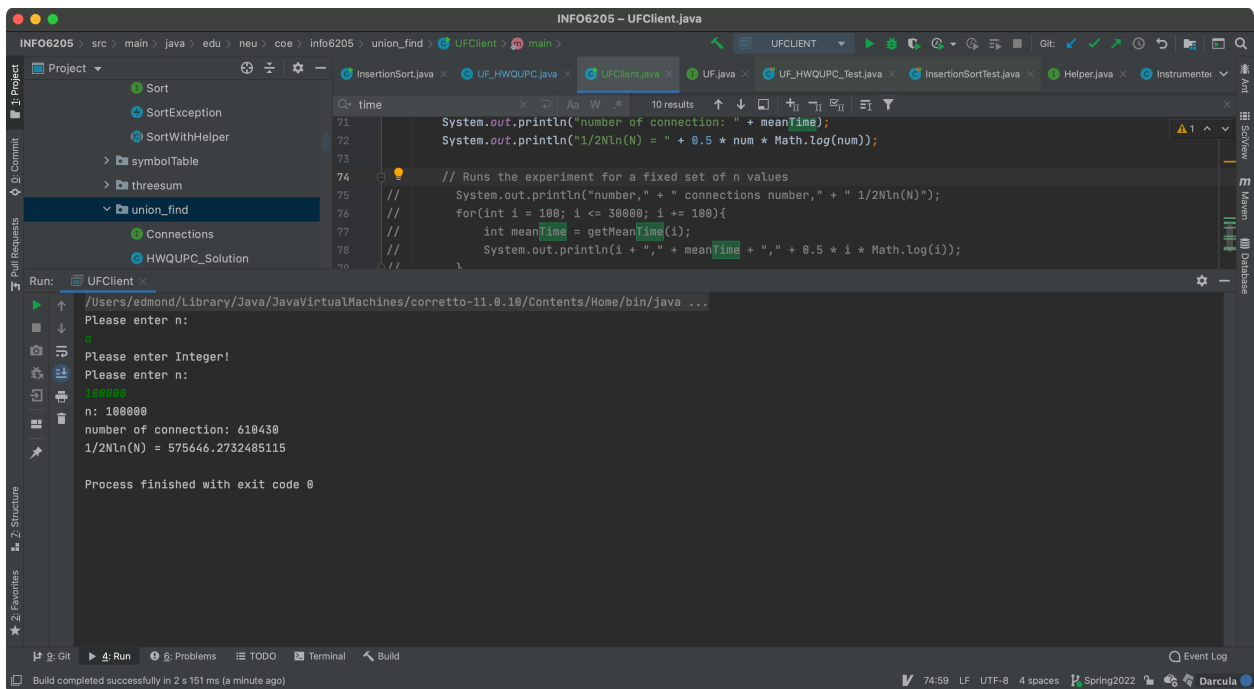 INFO6205 – UFClient.java
INFO6205 > src > main > java > edu > neu > coe > info6205 > union_find > UFClient > main >
UFCLIENT
Git:
Project
InsertionSort.java
UF_HWQUPC.java
UFClient.java
UF.java
UF_HWQUPC_Test.java
InsertionSortTest.java
Helper.java
Instrumente
Sort
SortException
SortWithHelper
symbolTable
threesum
union_find
Connections
HWQUPC_Solution
time
Aa W .* 10 results
1
71 System.out.println("number of connection: " + meanTime);
72 System.out.println("1/2Nln(N) = " + 0.5 * num * Math.log(num));
73
74 // Runs the experiment for a fixed set of n values
75 // System.out.println("number," + " connections number," + " 1/2Nln(N)");
76 // for(int i = 100; i <= 30000; i += 100){
77 // int meanTime = getMeanTime(i);
78 // System.out.println(i + "," + meanTime + "," + 0.5 * i * Math.log(i));
79 // }
Run: UFClient
/Users/edmond/Library/Java/JavaVirtualMachines/corretto-11.0.10/Contents/Home/bin/java ...
Please enter n:
a
Please enter Integer!
Please enter n:
100000
n: 100000
number of connection: 610430
1/2Nln(N) = 575646.2732485115
Process finished with exit code 0
1: Project
0: Commit
Pull Requests
7: Structure
2: Favorites
Ant
SciView
m Maven
Database
9: Git
4: Run
6: Problems
TODO
Terminal
Build
Event Log
Build completed successfully in 2 s 151 ms (a minute ago)
74:59 LF UTF-8 4 spaces Spring2022 Darcula